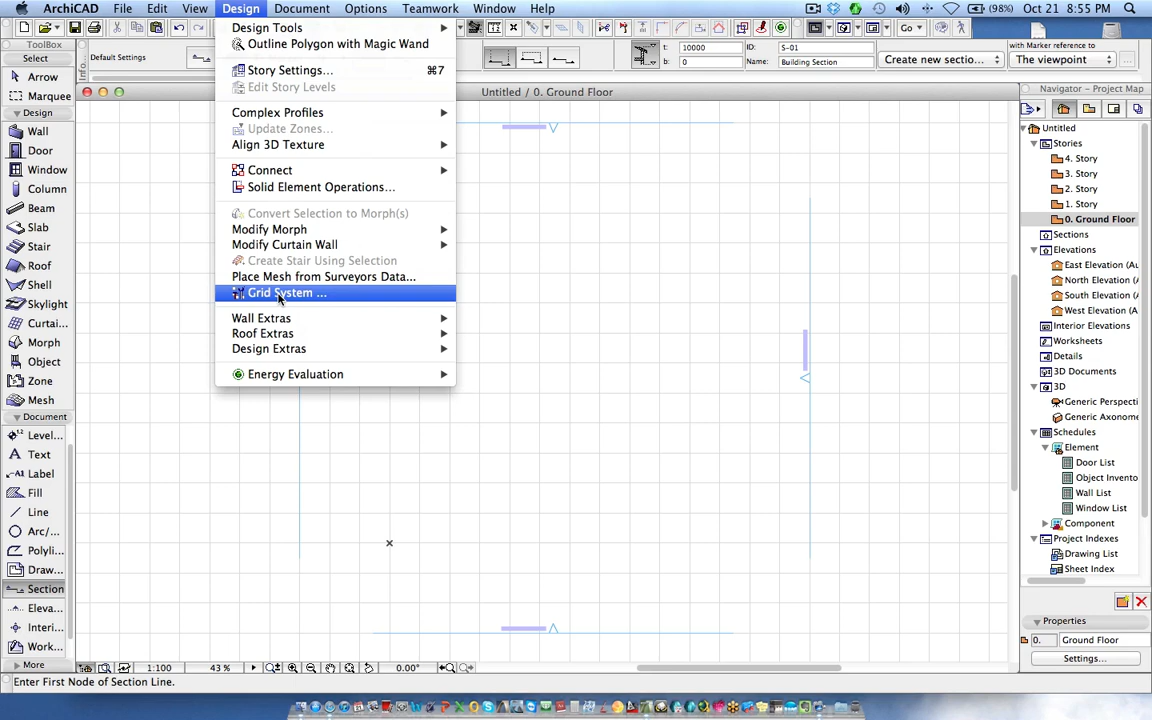 ArchiCAD File Edit View Design Document Options Teamwork Window Help (98%) Oct 21 8:55 PM
ToolBox
Select
Arrow
Marquee
Design
Wall
Door
Window
Column
Beam
Slab
Stair
Roof
Shell
Skylight
Curtai...
Morph
Object
Zone
Mesh
Document
Level...
Text
A1 Label
Fill
Line
Arc/...
Polyli...
Draw...
Section
Eleva...
Interi...
Work...
More
Info.
Default Settings
Design Tools
Outline Polygon with Magic Wand
Story Settings... ⌘7
Edit Story Levels
Complex Profiles
Update Zones...
Align 3D Texture
Connect
Solid Element Operations...
Convert Selection to Morph(s)
Modify Morph
Modify Curtain Wall
Create Stair Using Selection
Place Mesh from Surveyors Data...
Grid System ...
Wall Extras
Roof Extras
Design Extras
Energy Evaluation
Go
t: 10000
b: 0
ID: S-01
Name: Building Section
Create new sectio...
with Marker reference to
The viewpoint
Untitled / 0. Ground Floor
Navigator - Project Map
Untitled
Stories
4. Story
3. Story
2. Story
1. Story
0. Ground Floor
Sections
Elevations
East Elevation (Au
North Elevation (
South Elevation (
West Elevation (A
Interior Elevations
Worksheets
Details
3D Documents
3D
Generic Perspecti
Generic Axonome
Schedules
Element
Door List
Object Invento
Wall List
Window List
Component
Project Indexes
Drawing List
Sheet Index
Properties
0. Ground Floor
Settings...
1:100 43 % 0.00°
Enter First Node of Section Line.